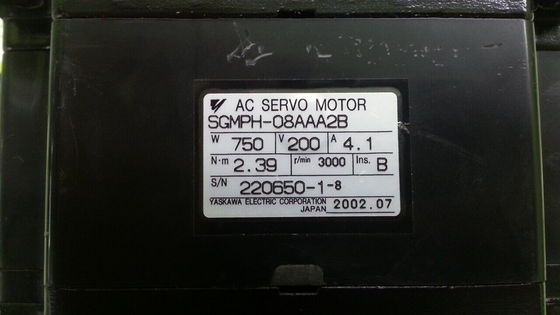 AC SERVO MOTOR
SGMPH-08AAA2B
W 750 V 200 A 4.1
N·m 2.39 r/min 3000 Ins. B
S/N 220650-1-8
YASKAWA ELECTRIC CORPORATION
JAPAN 2002.07